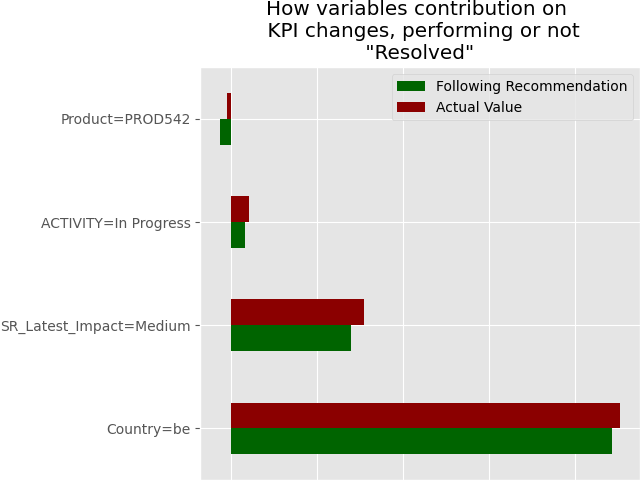 How variables contribution on
KPI changes, performing or not
"Resolved"
Following Recommendation
Actual Value
Product=PROD542
ACTIVITY=In Progress
SR_Latest_Impact=Medium
Country=be